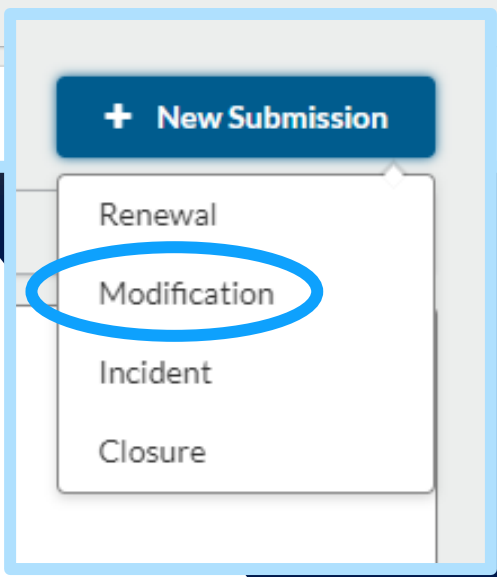 + New Submission
Renewal
Modification
Incident
Closure